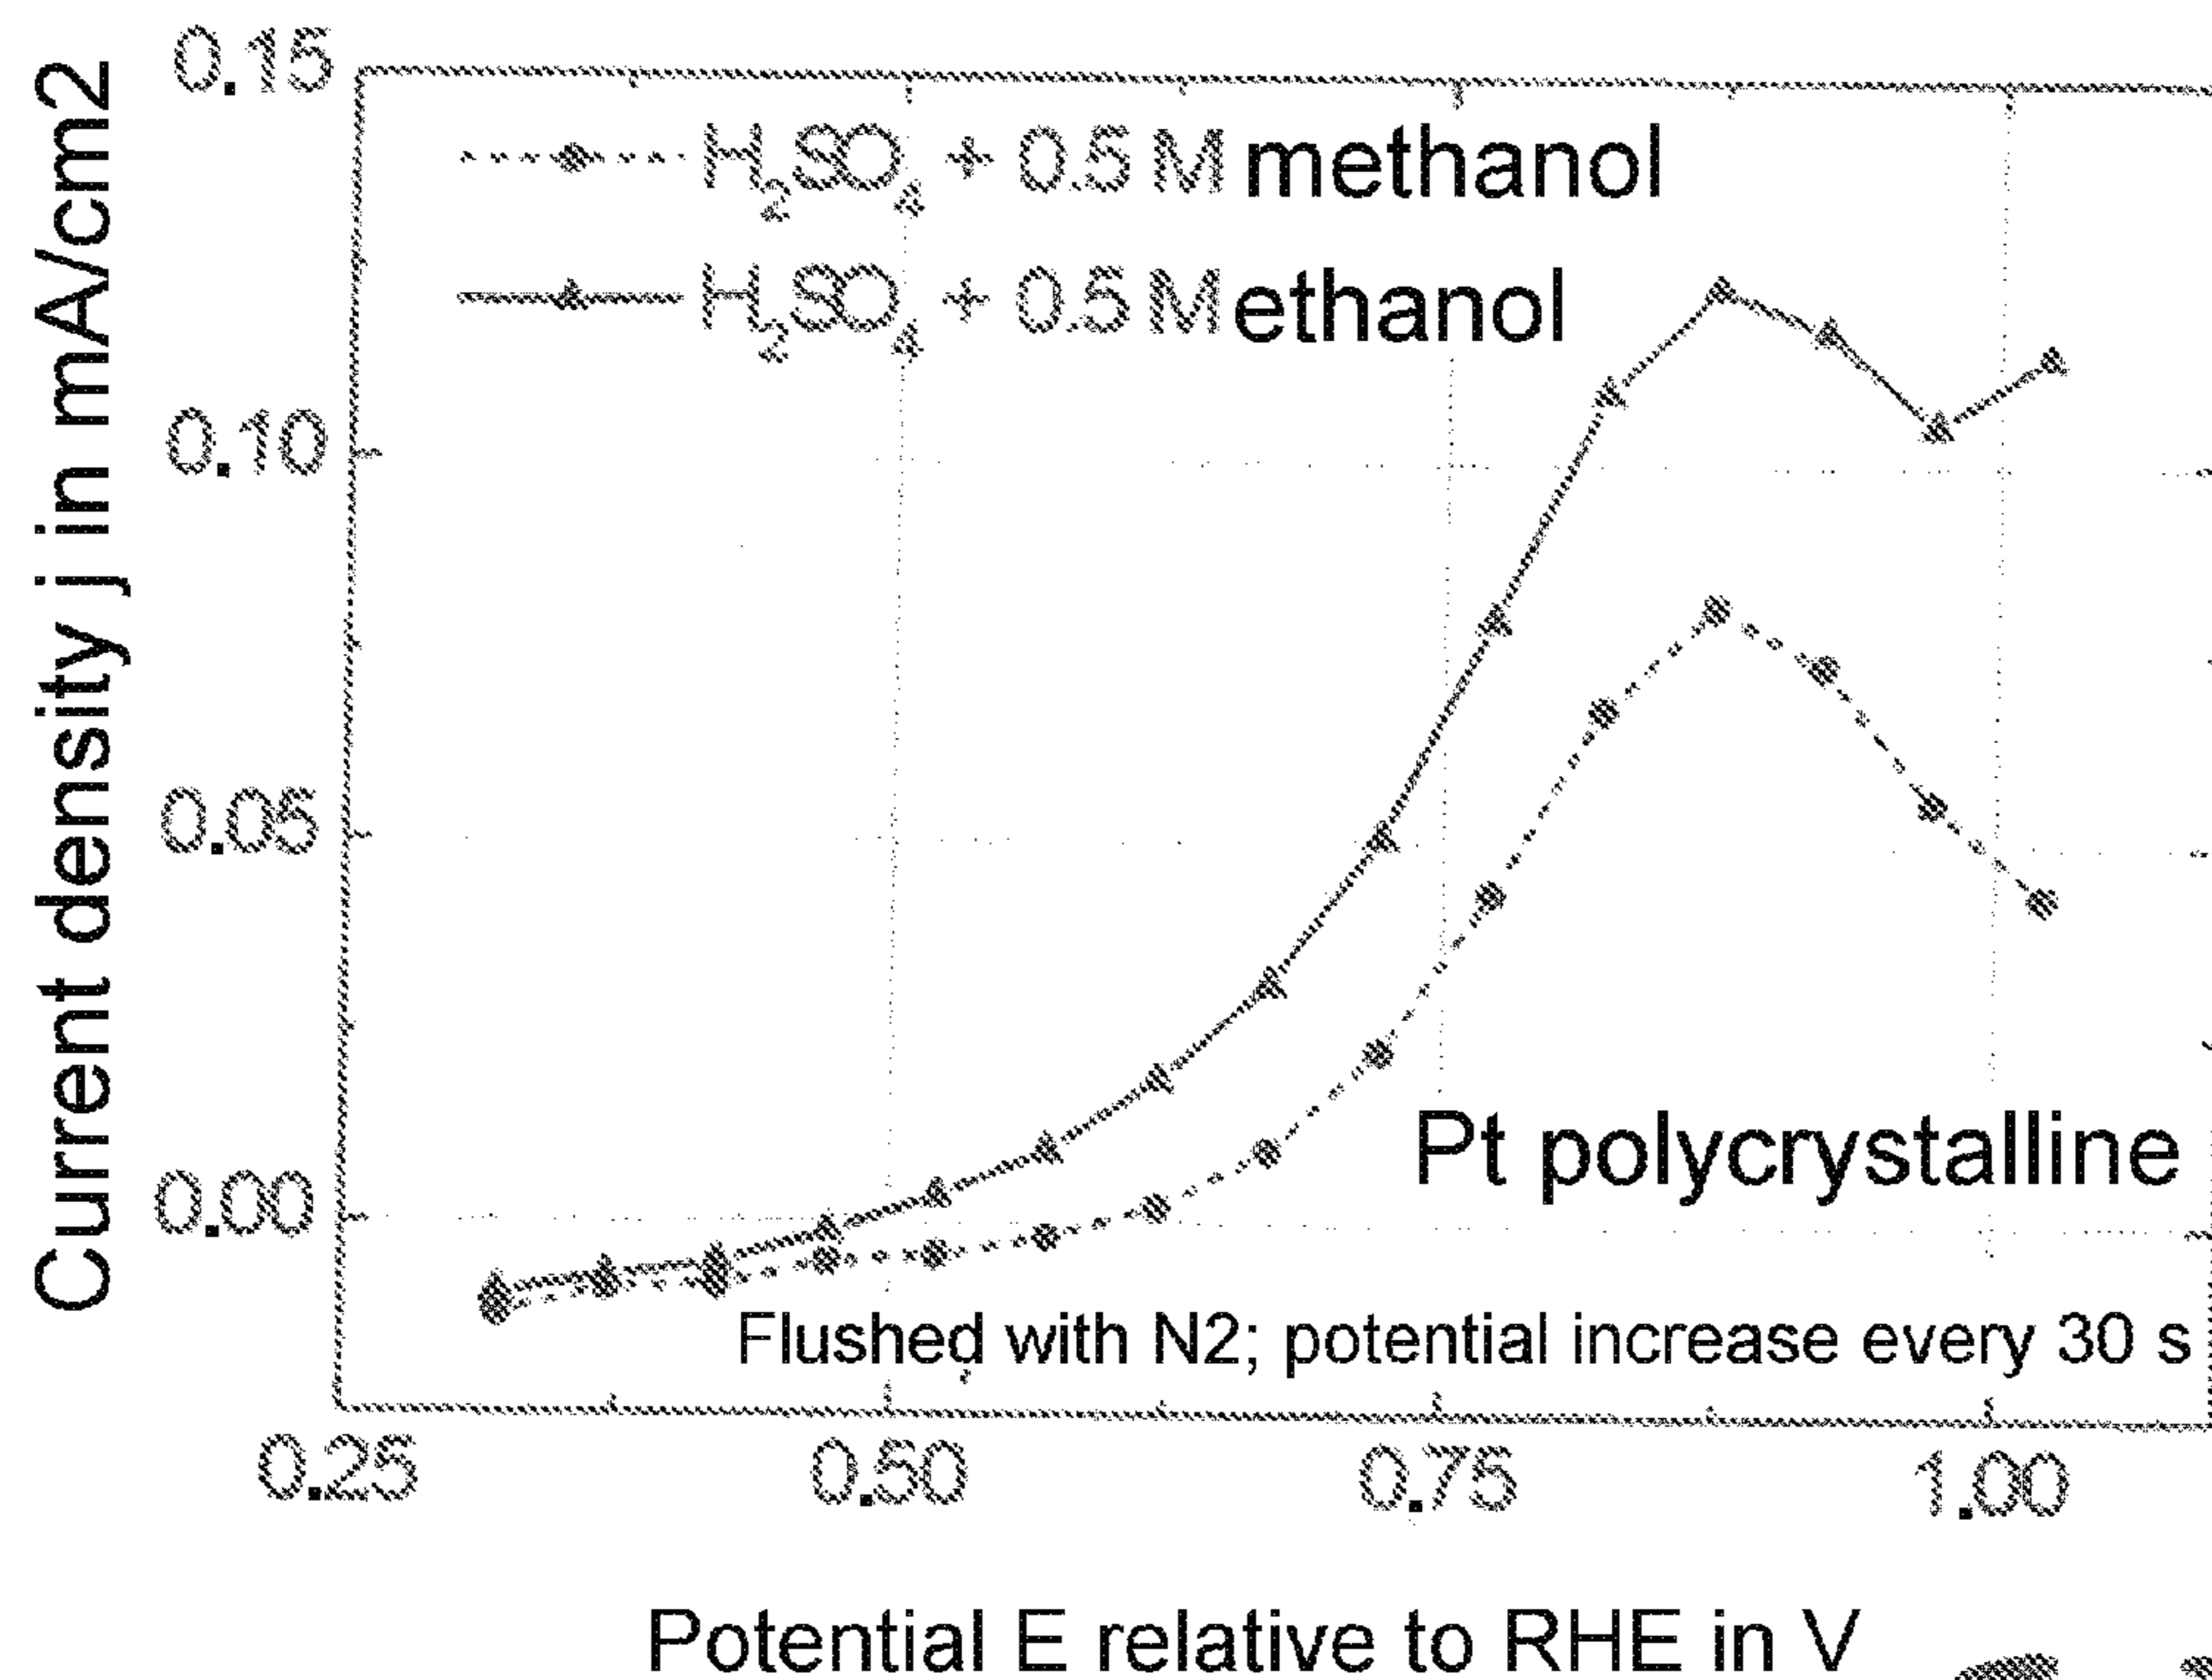 Current density j in mA/cm2
0.15
0.10
0.05
0.00
H2SO4 + 0.5 M methanol
H2SO4 + 0.5 M ethanol
Pt polycrystalline
Flushed with N2; potential increase every 30 s
0.25 0.50 0.75 1.00
Potential E relative to RHE in V